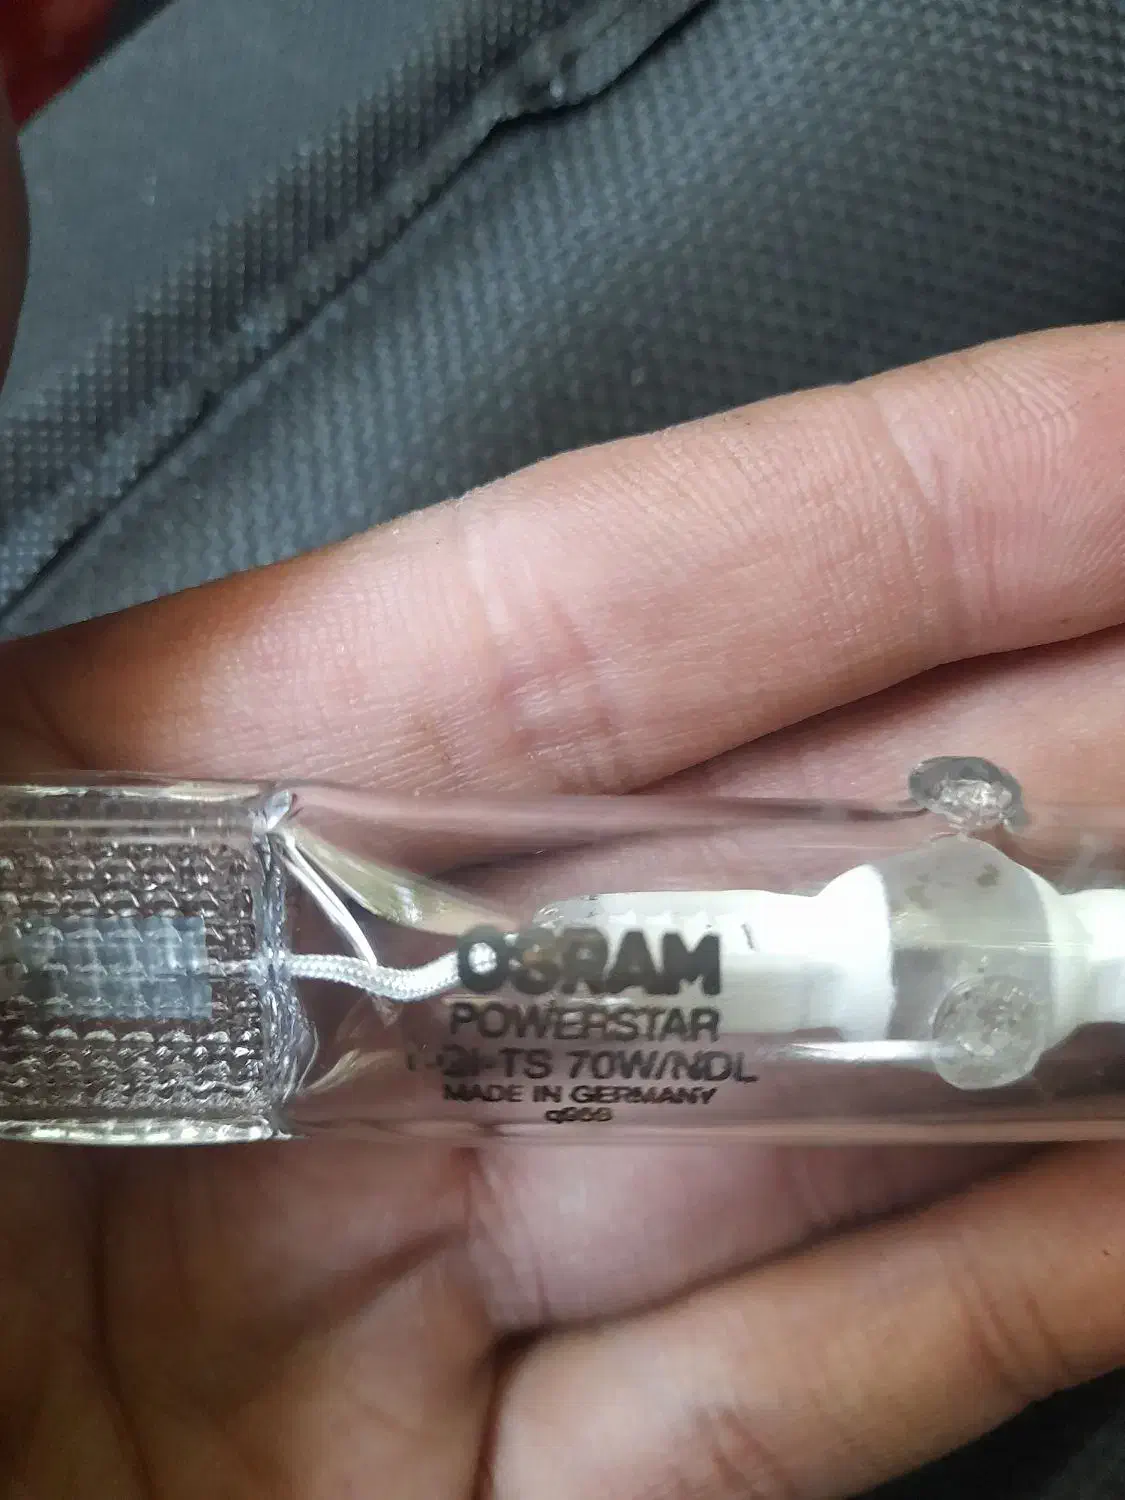 OSRAM
POWERSTAR
HQI-TS 70W/NDL
MADE IN GERMANY